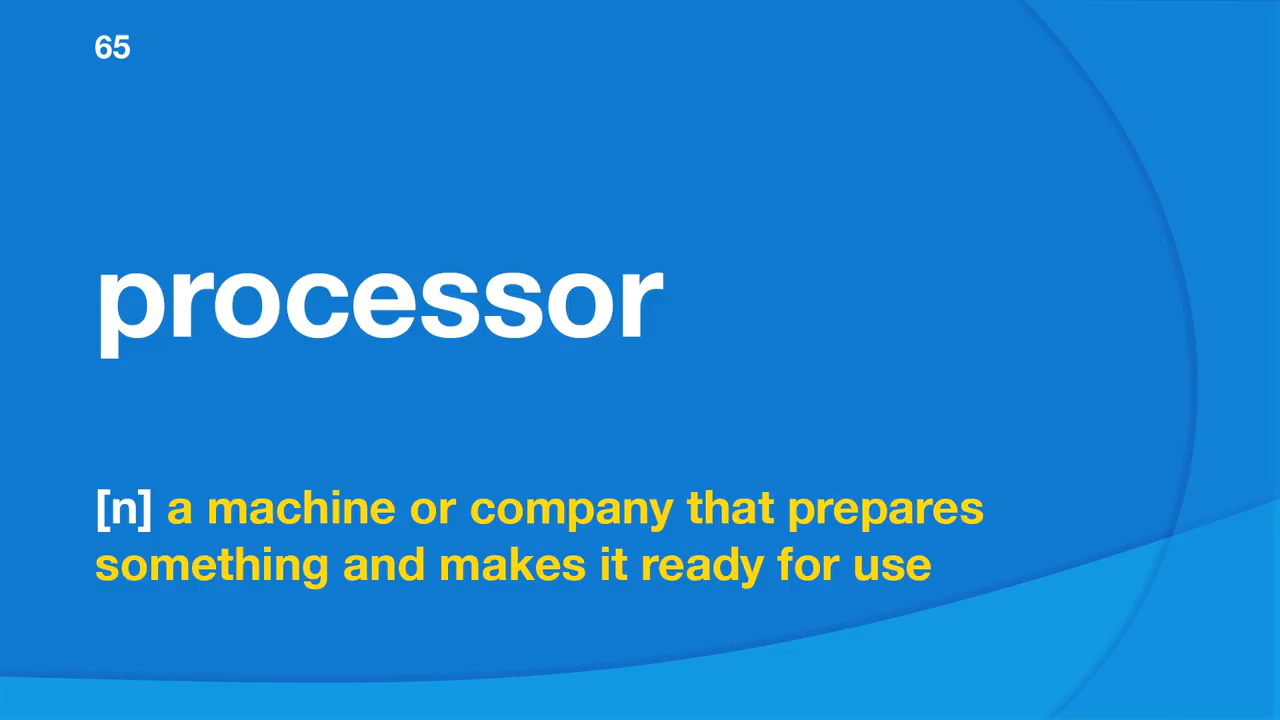 65
processor
[n] a machine or company that prepares
something and makes it ready for use